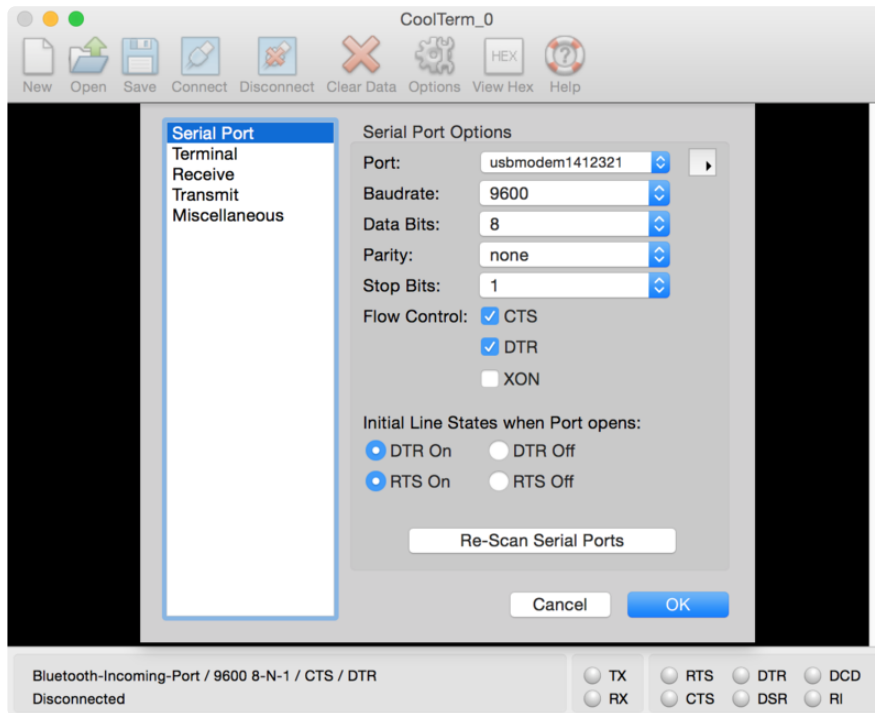 CoolTerm_0
New Open Save Connect Disconnect Clear Data Options View Hex Help
HEX
Serial Port
Terminal
Receive
Transmit
Miscellaneous
Serial Port Options
Port: usbmodem1412321
Baudrate: 9600
Data Bits: 8
Parity: none
Stop Bits: 1
Flow Control: CTS
DTR
XON
Initial Line States when Port opens:
DTR On DTR Off
RTS On RTS Off
Re-Scan Serial Ports
Cancel OK
Bluetooth-Incoming-Port / 9600 8-N-1 / CTS / DTR
Disconnected
TX RTS DTR DCD
RX CTS DSR RI